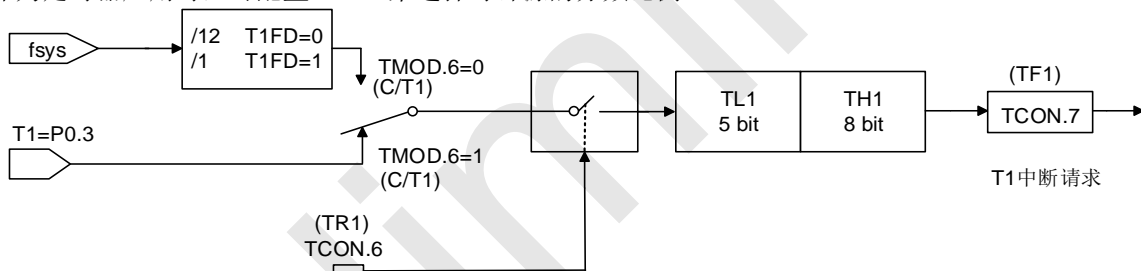 fsys
/12 T1FD=0
/1 T1FD=1
TMOD.6=0
(C/T1)
T1=P0.3
TMOD.6=1
(C/T1)
(TR1)
TCON.6
TL1
5 bit
TH1
8 bit
(TF1)
TCON.7
T1中断请求